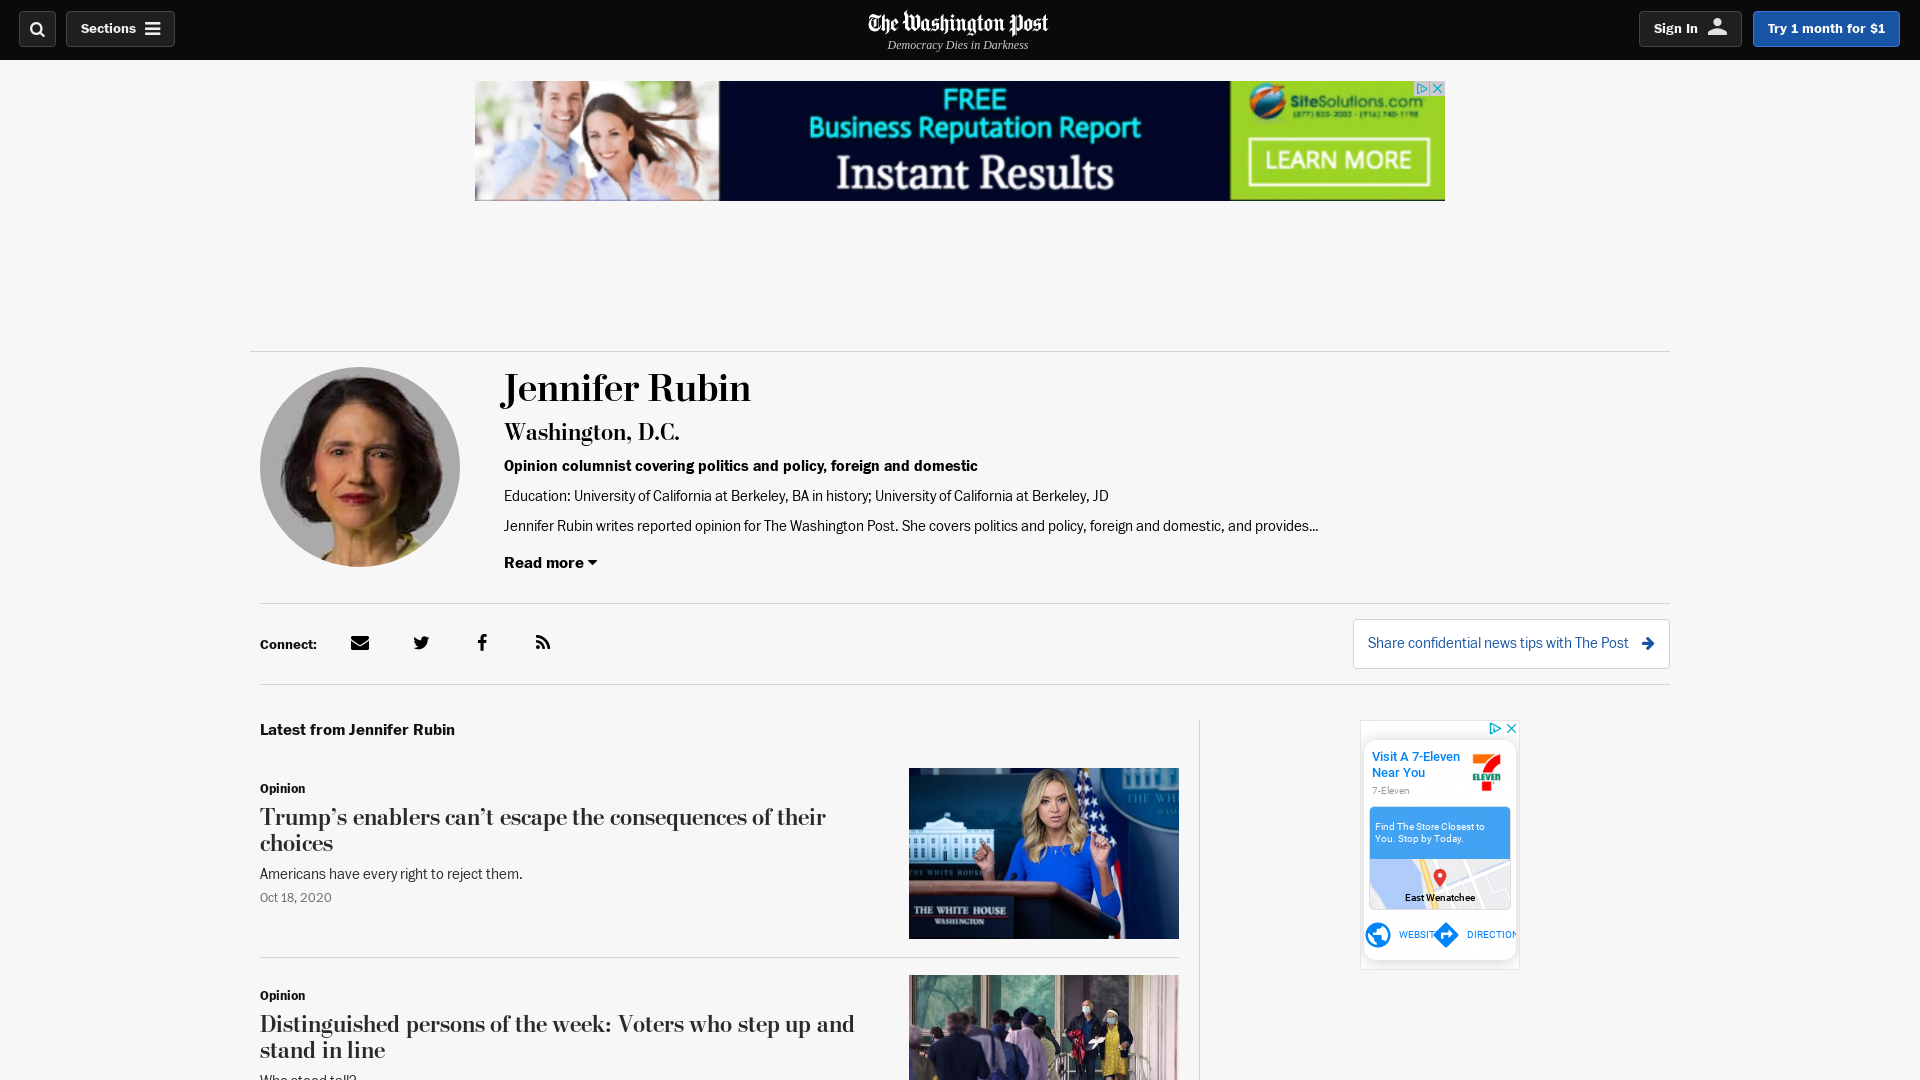 Sections
The Washington Post
Democracy Dies in Darkness
Sign In
Try 1 month for $1
FREE
Business Reputation Report
Instant Results
SiteSolutions.com
LEARN MORE
Jennifer Rubin
Washington, D.C.
Opinion columnist covering politics and policy, foreign and domestic
Education: University of California at Berkeley, BA in history; University of California at Berkeley, JD
Jennifer Rubin writes reported opinion for The Washington Post. She covers politics and policy, foreign and domestic, and provides...
Read more
Connect:
Share confidential news tips with The Post
Latest from Jennifer Rubin
Opinion
Trump’s enablers can’t escape the consequences of their
choices
Americans have every right to reject them.
Oct 18, 2020
THE WHITE HOUSE
WASHINGTON
Opinion
Distinguished persons of the week: Voters who step up and
stand in line
Who stood tall?
Visit A 7-Eleven
Near You
7-Eleven
ELEVEN
Find The Store Closest to
You. Stop by Today.
East Wenatchee
WEBSIT
DIRECTION